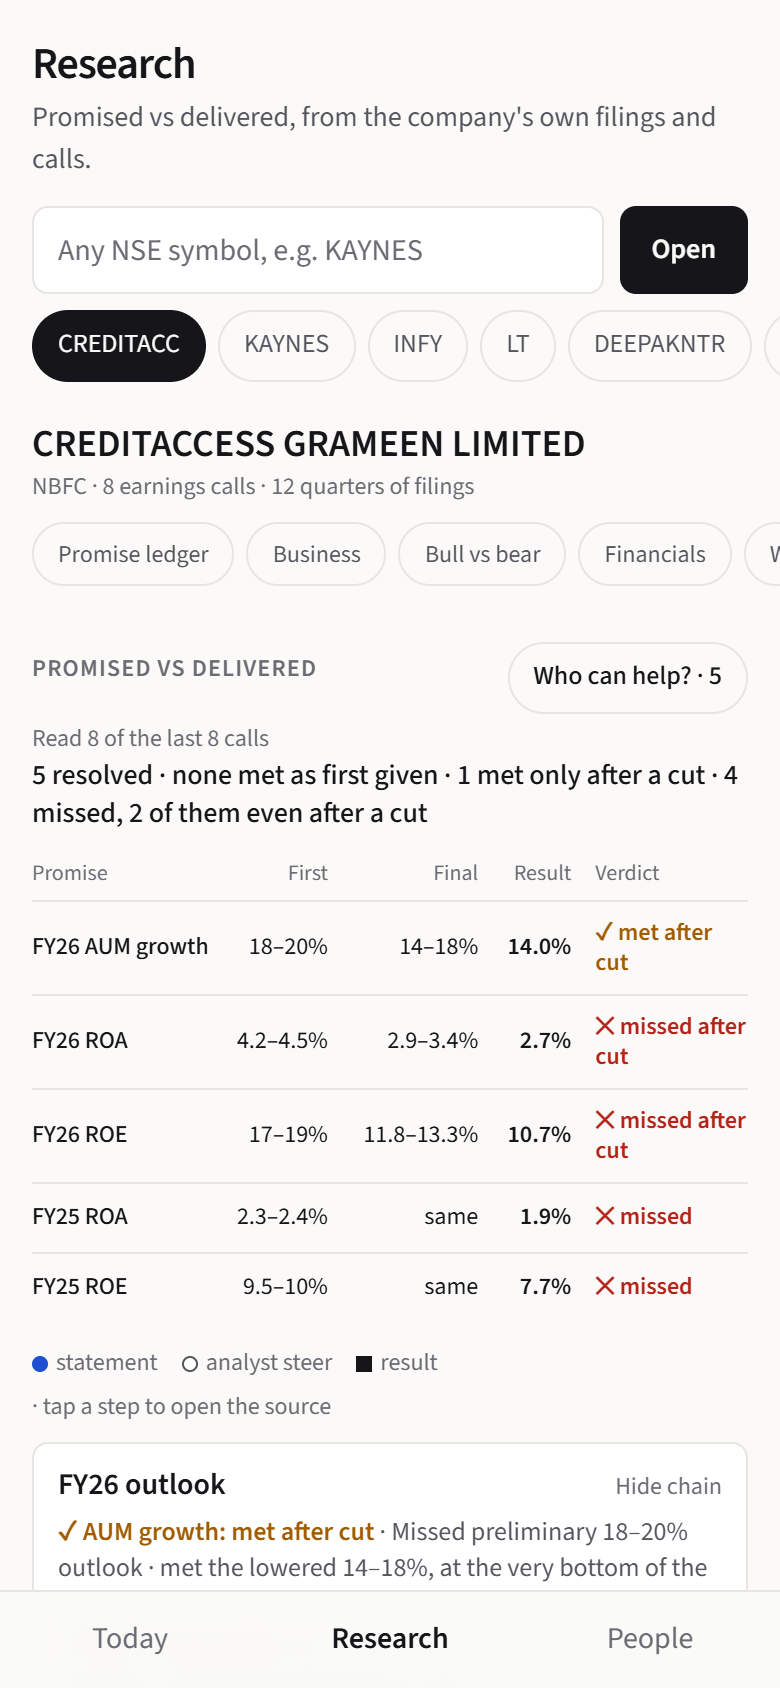 Research
Promised vs delivered, from the company's own filings and
calls.
Any NSE symbol, e.g. KAYNES
Open
CREDITACC
KAYNES
INFY
LT
DEEPAKNTR
CREDITACCESS GRAMEEN LIMITED
NBFC · 8 earnings calls · 12 quarters of filings
Promise ledger
Business
Bull vs bear
Financials
PROMISED VS DELIVERED
Who can help? · 5
Read 8 of the last 8 calls
5 resolved · none met as first given · 1 met only after a cut · 4
missed, 2 of them even after a cut
Promise First Final Result Verdict
FY26 AUM growth 18–20% 14–18% 14.0% ✓ met after
cut
FY26 ROA 4.2–4.5% 2.9–3.4% 2.7% ✕ missed after
cut
FY26 ROE 17–19% 11.8–13.3% 10.7% ✕ missed after
cut
FY25 ROA 2.3–2.4% same 1.9% ✕ missed
FY25 ROE 9.5–10% same 7.7% ✕ missed
statement analyst steer result
· tap a step to open the source
FY26 outlook
Hide chain
✓ AUM growth: met after cut · Missed preliminary 18–20%
outlook · met the lowered 14–18%, at the very bottom of the
Today
Research
People